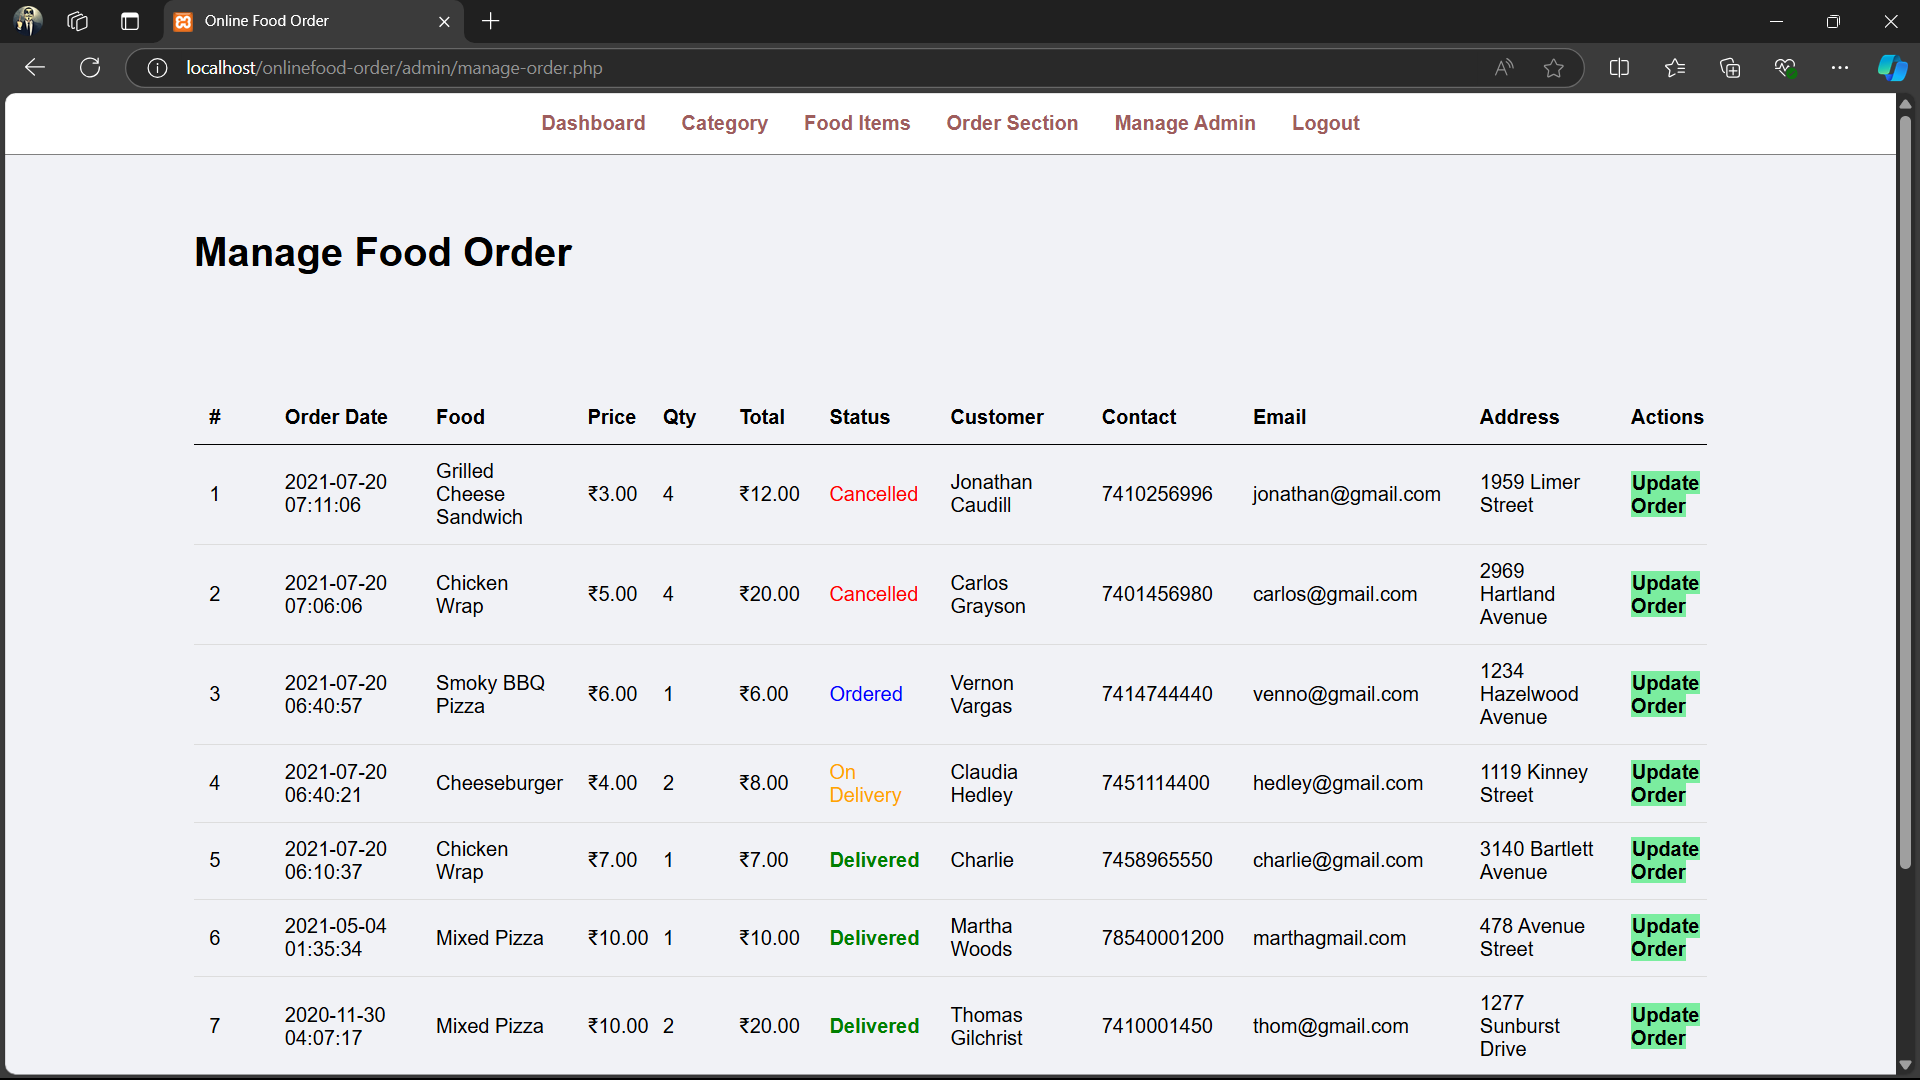 Online Food Order
localhost/onlinefood-order/admin/manage-order.php
Dashboard Category Food Items Order Section Manage Admin Logout
Manage Food Order
# Order Date Food Price Qty Total Status Customer Contact Email Address Actions
1 2021-07-20 07:11:06 Grilled Cheese Sandwich ₹3.00 4 ₹12.00 Cancelled Jonathan Caudill 7410256996 jonathan@gmail.com 1959 Limer Street Update Order
2 2021-07-20 07:06:06 Chicken Wrap ₹5.00 4 ₹20.00 Cancelled Carlos Grayson 7401456980 carlos@gmail.com 2969 Hartland Avenue Update Order
3 2021-07-20 06:40:57 Smoky BBQ Pizza ₹6.00 1 ₹6.00 Ordered Vernon Vargas 7414744440 venno@gmail.com 1234 Hazelwood Avenue Update Order
4 2021-07-20 06:40:21 Cheeseburger ₹4.00 2 ₹8.00 On Delivery Claudia Hedley 7451114400 hedley@gmail.com 1119 Kinney Street Update Order
5 2021-07-20 06:10:37 Chicken Wrap ₹7.00 1 ₹7.00 Delivered Charlie 7458965550 charlie@gmail.com 3140 Bartlett Avenue Update Order
6 2021-05-04 01:35:34 Mixed Pizza ₹10.00 1 ₹10.00 Delivered Martha Woods 78540001200 marthagmail.com 478 Avenue Street Update Order
7 2020-11-30 04:07:17 Mixed Pizza ₹10.00 2 ₹20.00 Delivered Thomas Gilchrist 7410001450 thom@gmail.com 1277 Sunburst Drive Update Order